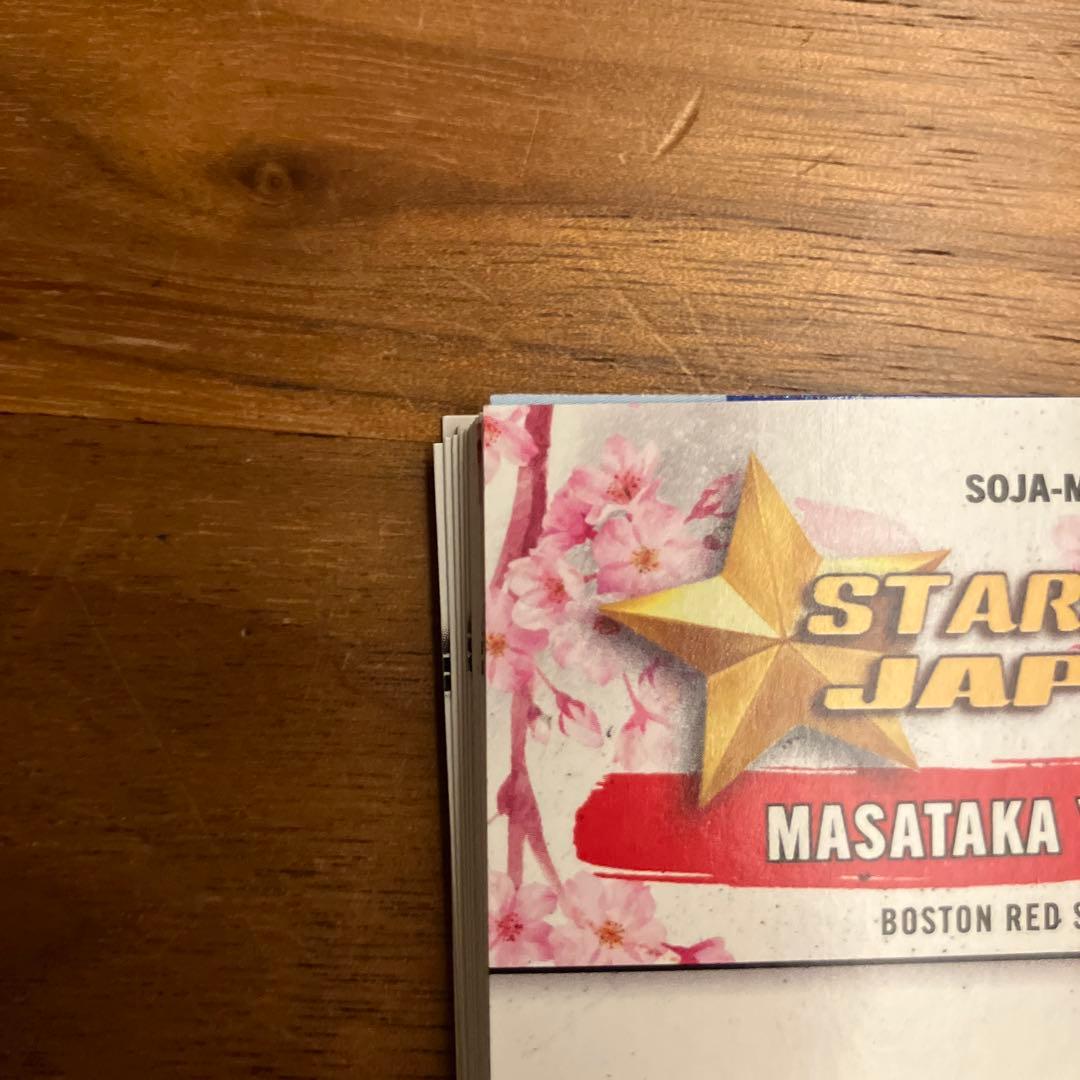 SOJA-M
STAR
JAP
MASATAKA
BOSTON RED S